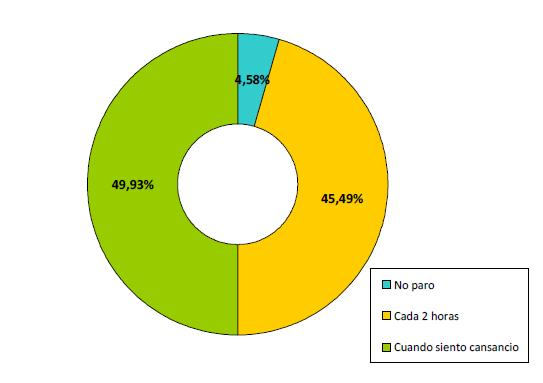 4,58%
49,93%
45,49%
No paro
Cada 2 horas
Cuando siento cansancio